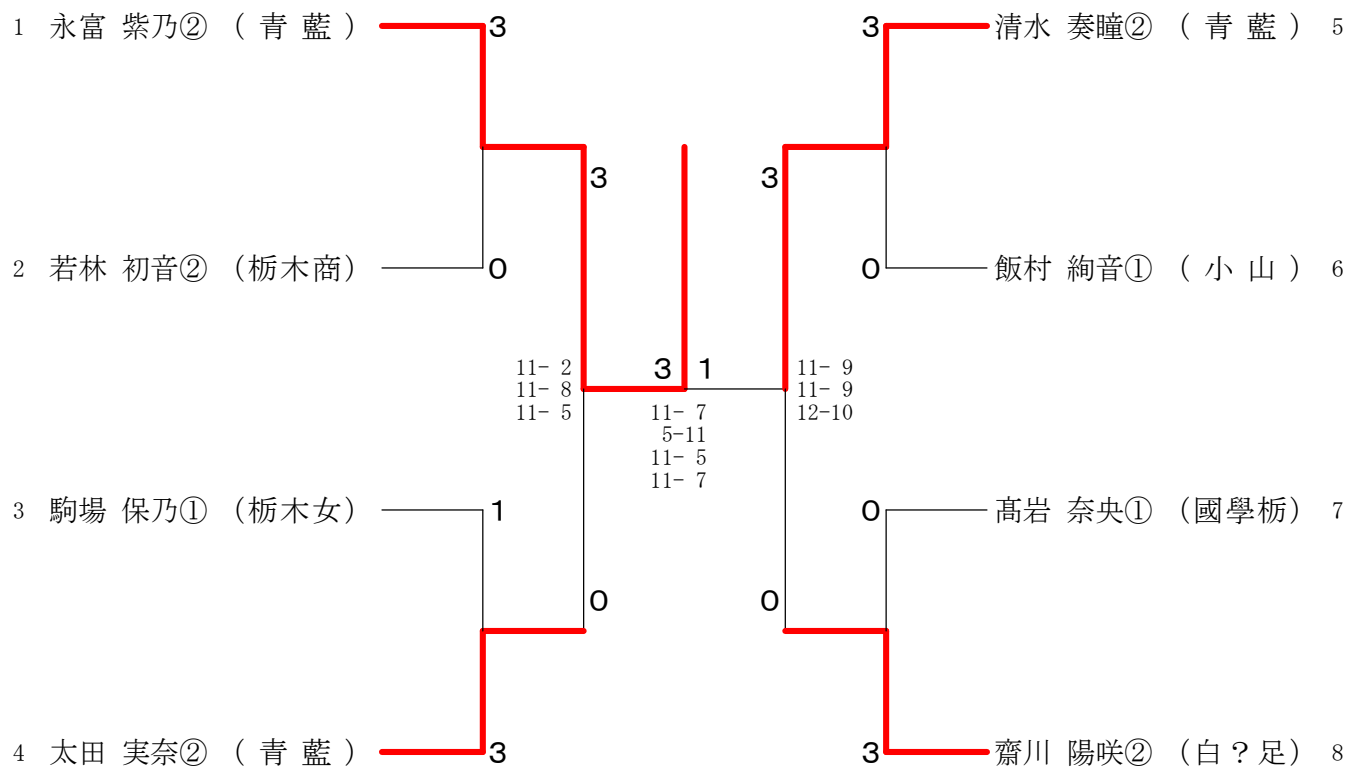 1 永富 紫乃② ( 青 藍 ) 3
3 清水 奏瞳② ( 青 藍 ) 5
3
3
2 若林 初音② (栃木商) 0
0 飯村 絢音① ( 小 山 ) 6
3 1
11- 2
11- 8
11- 5
11- 7
5-11
11- 5
11- 7
11- 9
11- 9
12-10
3 駒場 保乃① (栃木女) 1
0 髙岩 奈央① (國學栃) 7
0
0
4 太田 実奈② ( 青 藍 ) 3
3 齋川 陽咲② (白？足) 8